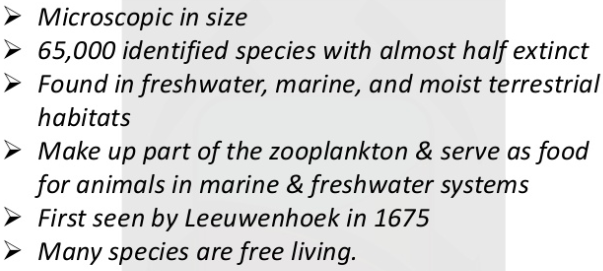 ➢ Microscopic in size
➢ 65,000 identified species with almost half extinct
➢ Found in freshwater, marine, and moist terrestrial
habitats
➢ Make up part of the zooplankton & serve as food
for animals in marine & freshwater systems
➢ First seen by Leeuwenhoek in 1675
➢ Many species are free living.